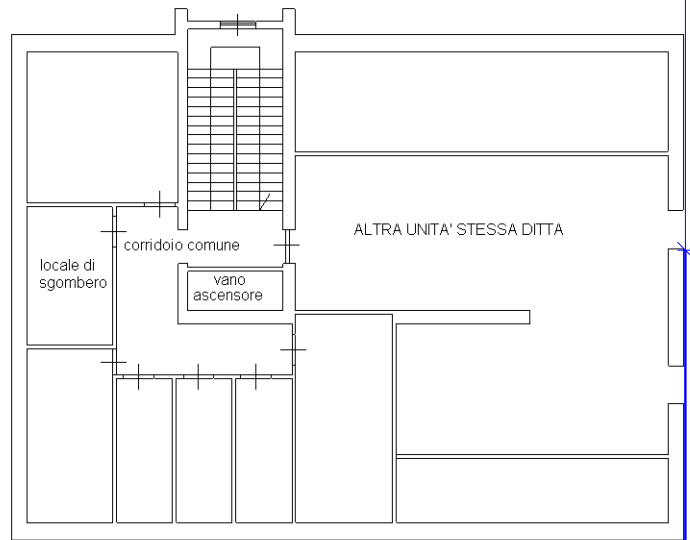 ALTRA UNITA' STESSA DITTA
corridoio comune
locale di
sgombero
vano
ascensore